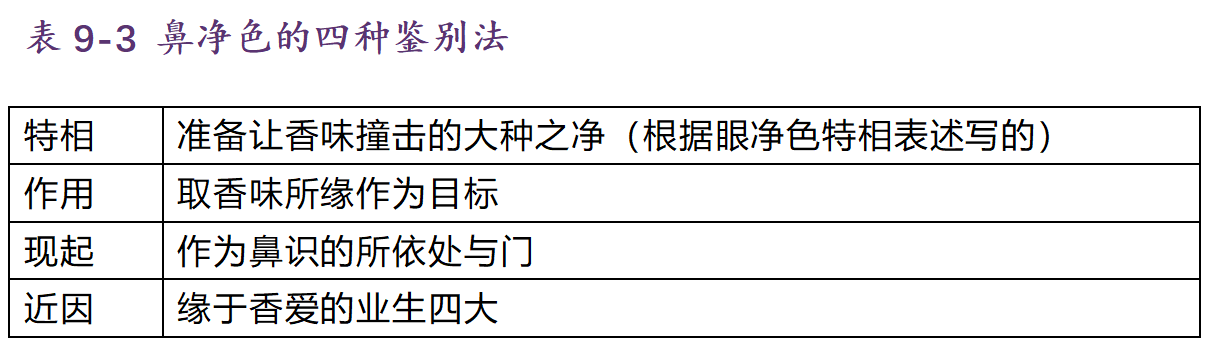 表 9-3 鼻净色的四种鉴别法
特相 准备让香味撞击的大种之净（根据眼净色特相表述写的）
作用 取香味所缘作为目标
现起 作为鼻识的所依处与门
近因 缘于香爱的业生四大